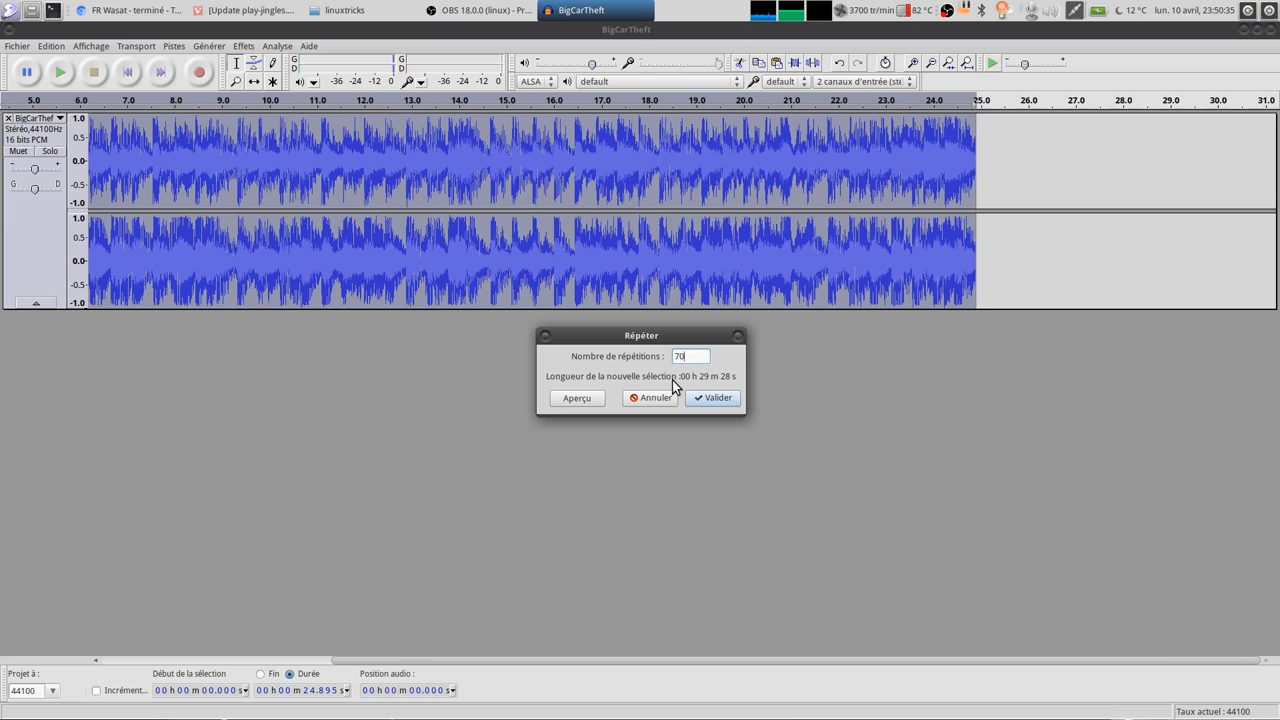 FR Wasat - terminé - T...
[Update play-jingles....
linuxtricks
OBS 18.0.0 (linux) - Pr...
BigCarTheft
3700 tr/min
82 °C
12 °C
lun. 10 avril, 23:50:35
BigCarTheft
Fichier Edition Affichage Transport Pistes Générer Effets Analyse Aide
G
D
-36 -24 -12 0
G
D
-36 -24 -12 0
ALSA
default
default
2 canaux d'entrée (sté
5.0 6.0 7.0 8.0 9.0 10.0 11.0 12.0 13.0 14.0 15.0 16.0 17.0 18.0 19.0 20.0 21.0 22.0 23.0 24.0 25.0 26.0 27.0 28.0 29.0 30.0 31.0
BigCarThef
Stéréo,44100Hz
16 bits PCM
Muet Solo
- +
G D
1.0
0.5
0.0
-0.5
-1.0
1.0
0.5
0.0
-0.5
-1.0
Répéter
Nombre de répétitions : 70
Longueur de la nouvelle sélection :00 h 29 m 28 s
Aperçu Annuler Valider
Projet à :
44100
Incrément...
Début de la sélection
00 h 00 m 00.000 s
Fin Durée
00 h 00 m 24.895 s
Position audio :
00 h 00 m 00.000 s
Taux actuel : 44100